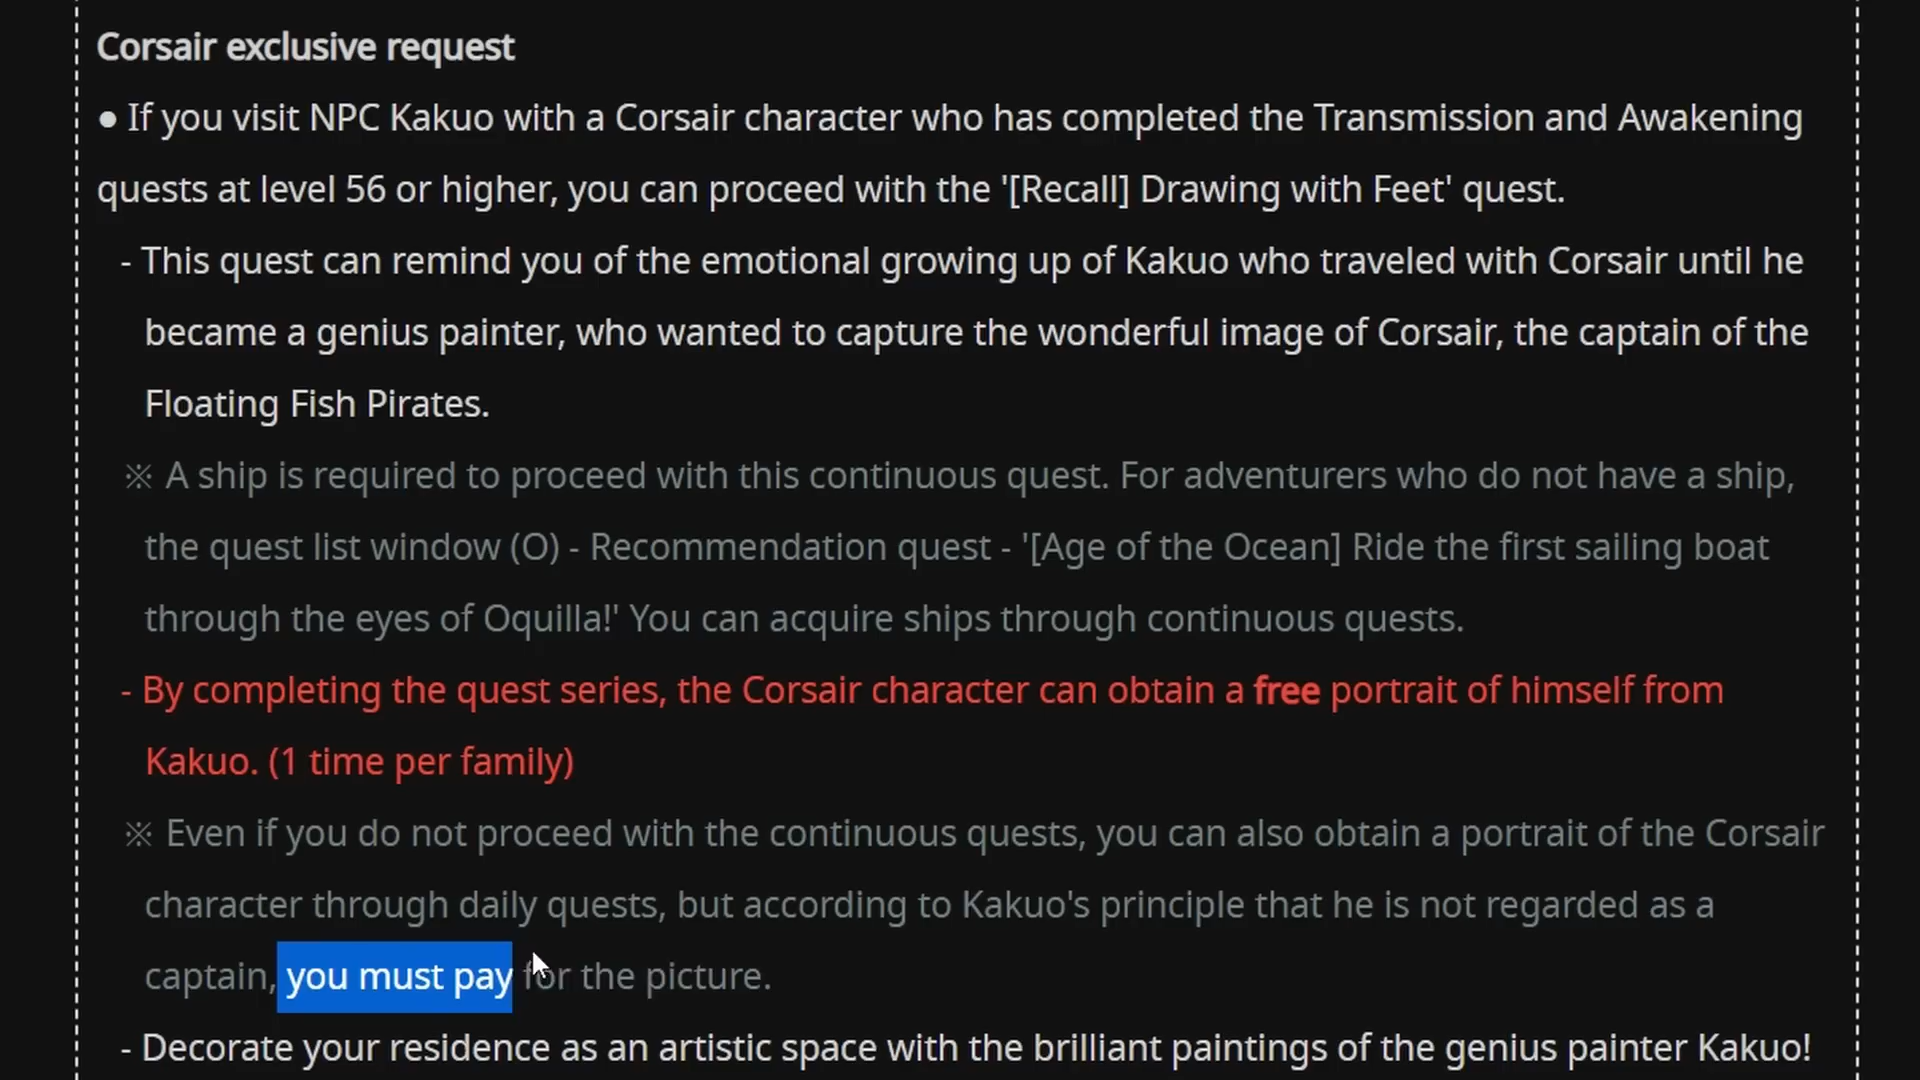 Corsair exclusive request
● If you visit NPC Kakuo with a Corsair character who has completed the Transmission and Awakening
quests at level 56 or higher, you can proceed with the '[Recall] Drawing with Feet' quest.
- This quest can remind you of the emotional growing up of Kakuo who traveled with Corsair until he
became a genius painter, who wanted to capture the wonderful image of Corsair, the captain of the
Floating Fish Pirates.
※ A ship is required to proceed with this continuous quest. For adventurers who do not have a ship,
the quest list window (O) - Recommendation quest - '[Age of the Ocean] Ride the first sailing boat
through the eyes of Oquilla!' You can acquire ships through continuous quests.
- By completing the quest series, the Corsair character can obtain a free portrait of himself from
Kakuo. (1 time per family)
※ Even if you do not proceed with the continuous quests, you can also obtain a portrait of the Corsair
character through daily quests, but according to Kakuo's principle that he is not regarded as a
captain, you must pay for the picture.
- Decorate your residence as an artistic space with the brilliant paintings of the genius painter Kakuo!